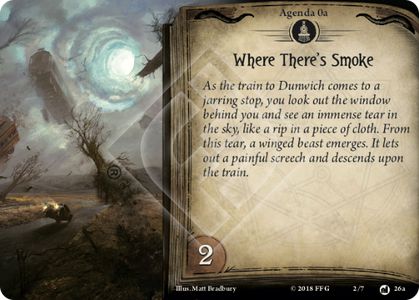 Agenda 0a
Where There's Smoke
As the train to Dunwich comes to a
jarring stop, you look out the window
behind you and see an immense tear in
the sky, like a rip in a piece of cloth. From
this tear, a winged beast emerges. It lets
out a painful screech and descends upon
the train.
2
Illus. Matt Bradbury © 2018 FFG 2/7 26a